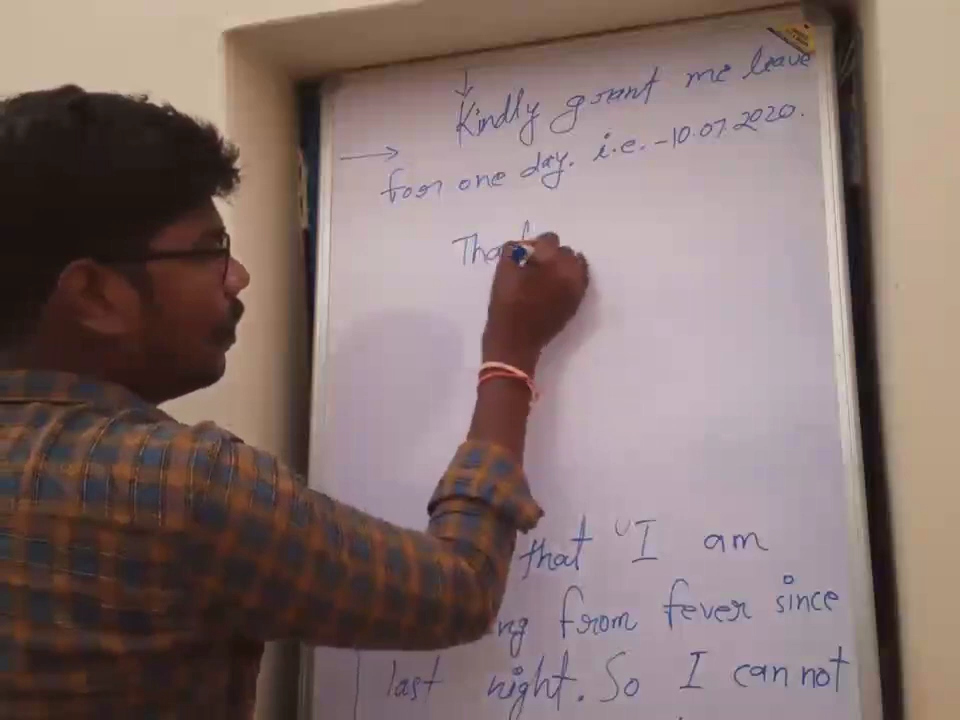 Kindly grant me leave
for one day. i.e. - 10.07.2020.
that I am
from fever since
last night. So I can not